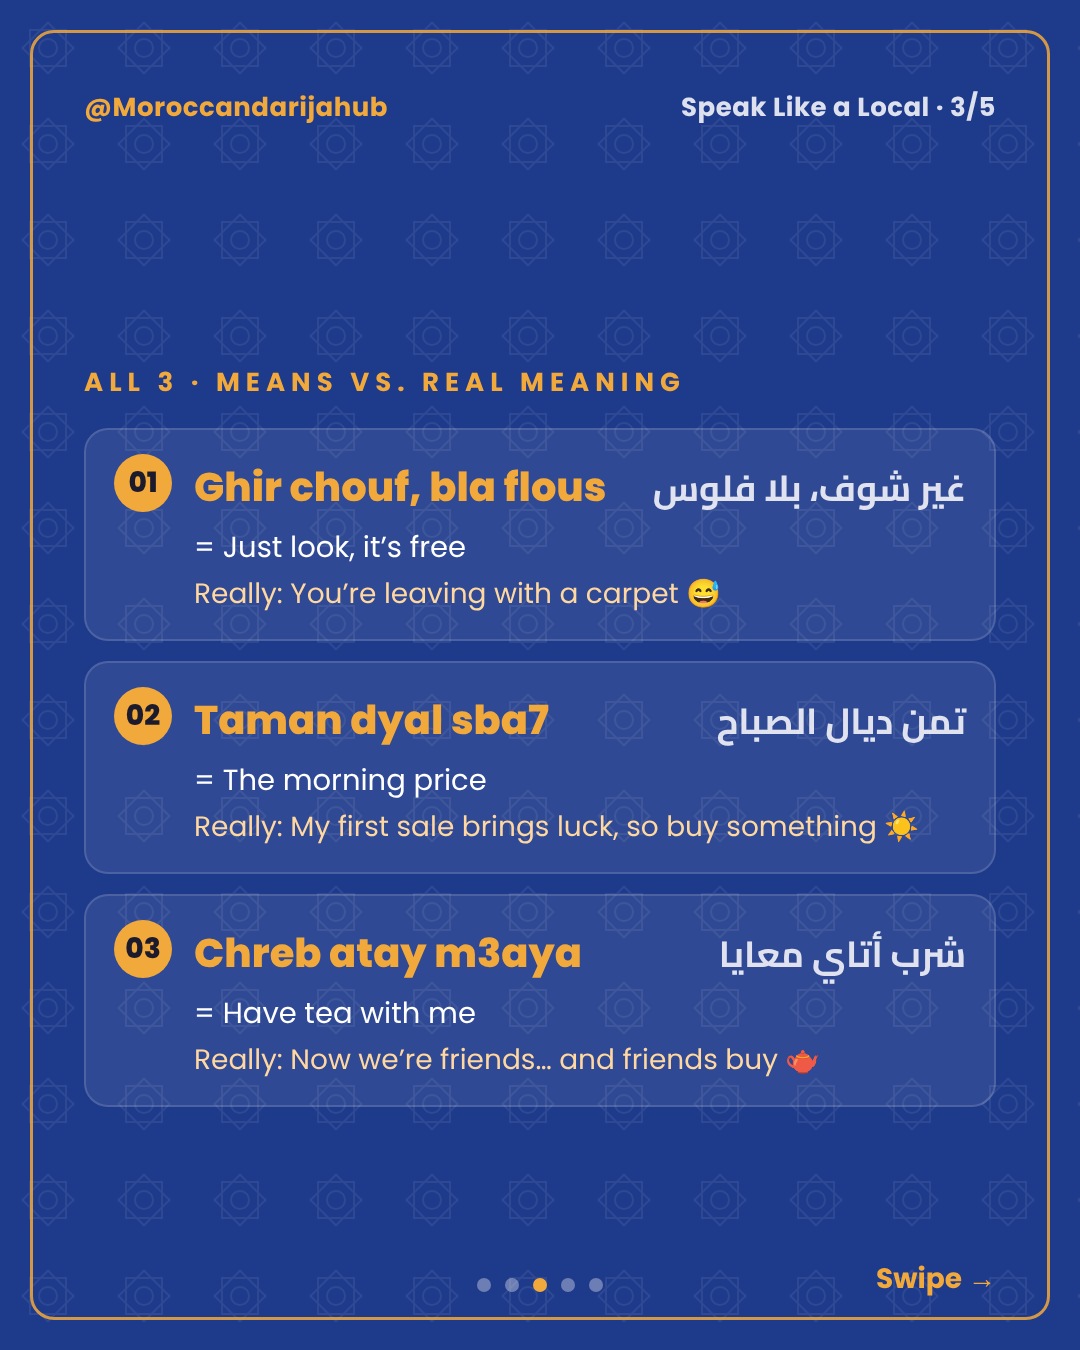 @Moroccandarijahub
Speak Like a Local · 3/5
ALL 3 · MEANS VS. REAL MEANING
01
Ghir chouf, bla flous
غير شوف، بلا فلوس
= Just look, it’s free
Really: You’re leaving with a carpet 😅
02
Taman dyal sba7
تمن ديال الصباح
= The morning price
Really: My first sale brings luck, so buy something ☀️
03
Chreb atay m3aya
شرب أتاي معايا
= Have tea with me
Really: Now we’re friends... and friends buy 🫖
Swipe →